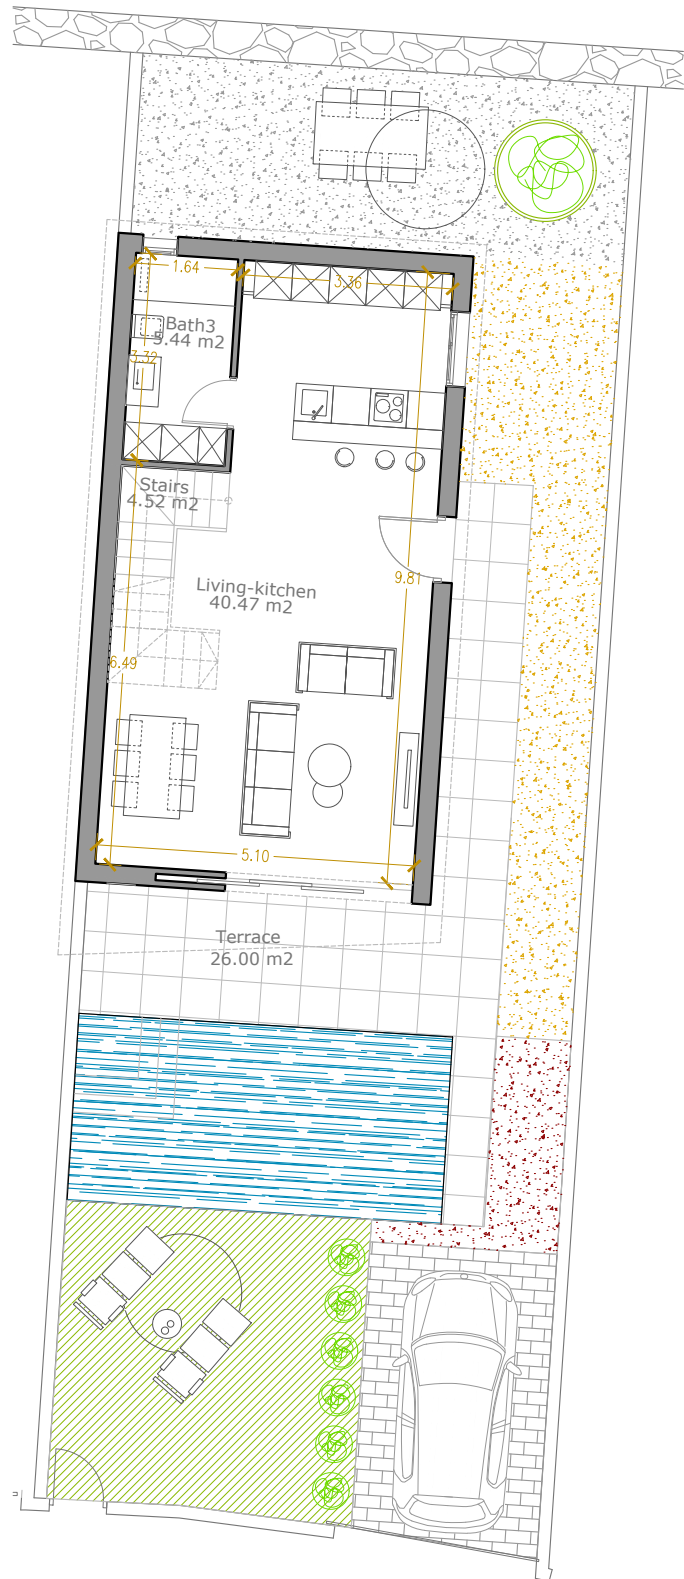 1.64
3.36
Bath3
5.44 m2
3.32
Stairs
4.52 m2
9.81
Living-kitchen
40.47 m2
6.49
5.10
Terrace
26.00 m2